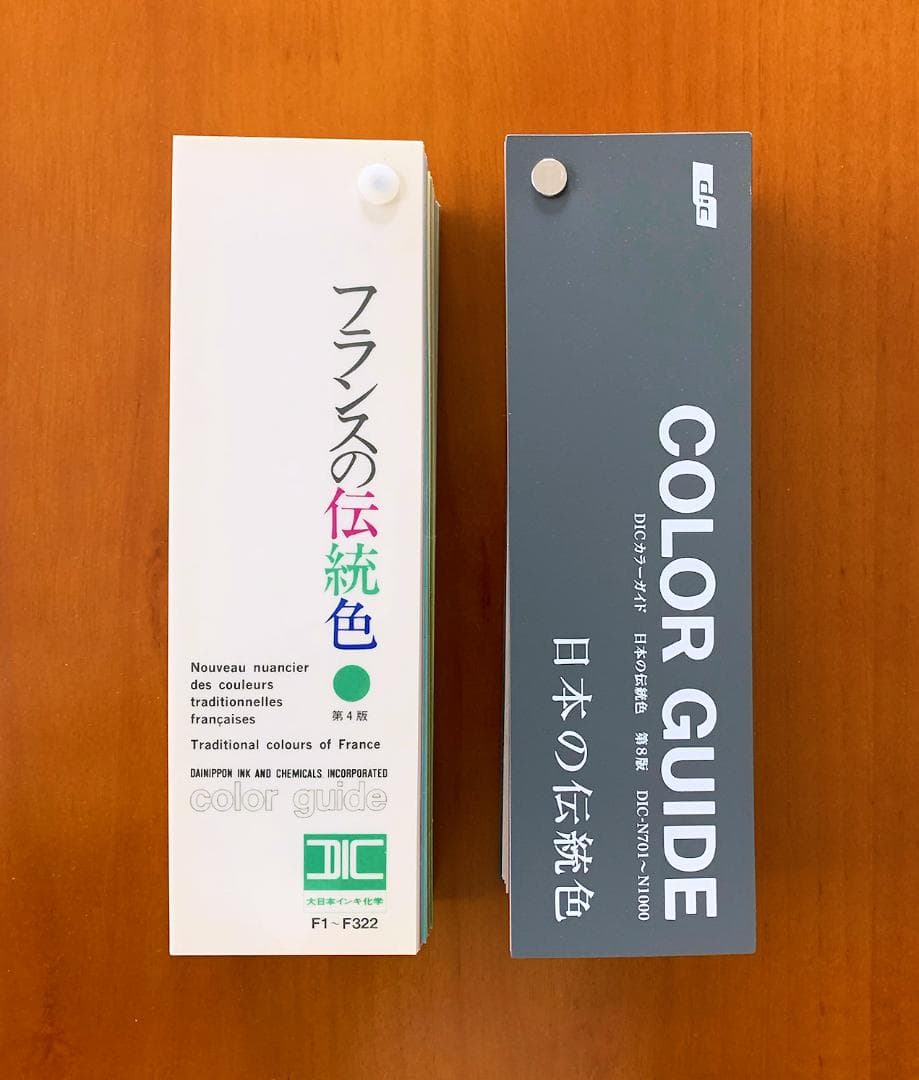 フランスの伝統色
第4版
Nouveau nuancier
des couleurs
traditionnelles
françaises
Traditional colours of France
DAINIPPON INK AND CHEMICALS, INCORPORATED
color guide
DIC
大日本インキ化学
F1~F322
dic
COLOR GUIDE
DICカラーガイド 日本の伝統色 第8版 DIC-N701~N1000
日本の伝統色